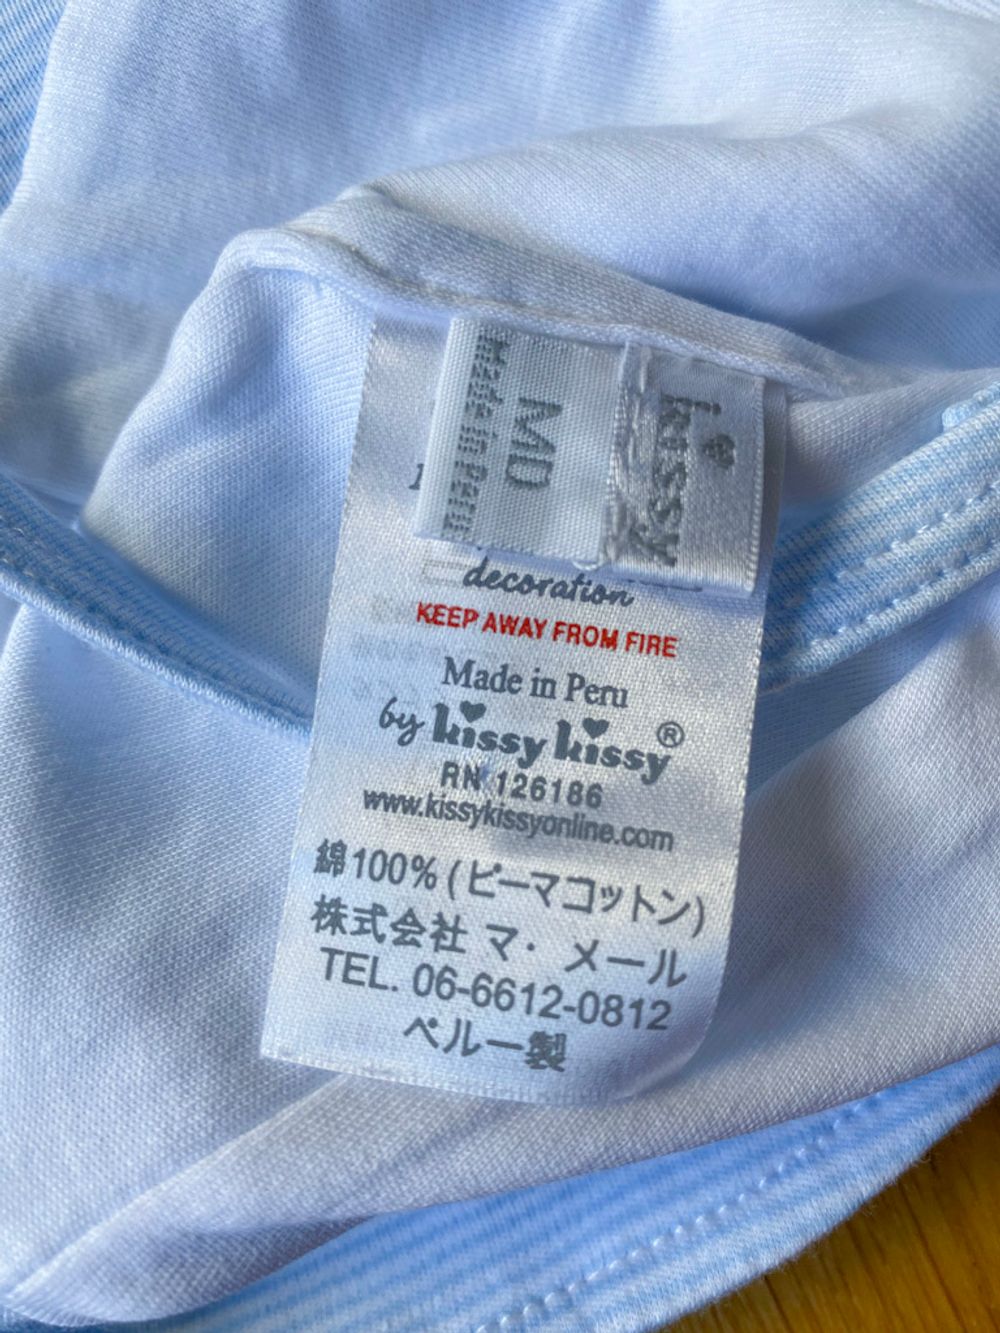 Made in Peru
MD
kissy
decoration
KEEP AWAY FROM FIRE
Made in Peru
by kissy kissy®
RN 126186
www.kissykissyonline.com
綿100% (ピーマコットン)
株式会社 マ・メール
TEL. 06-6612-0812
ペルー製